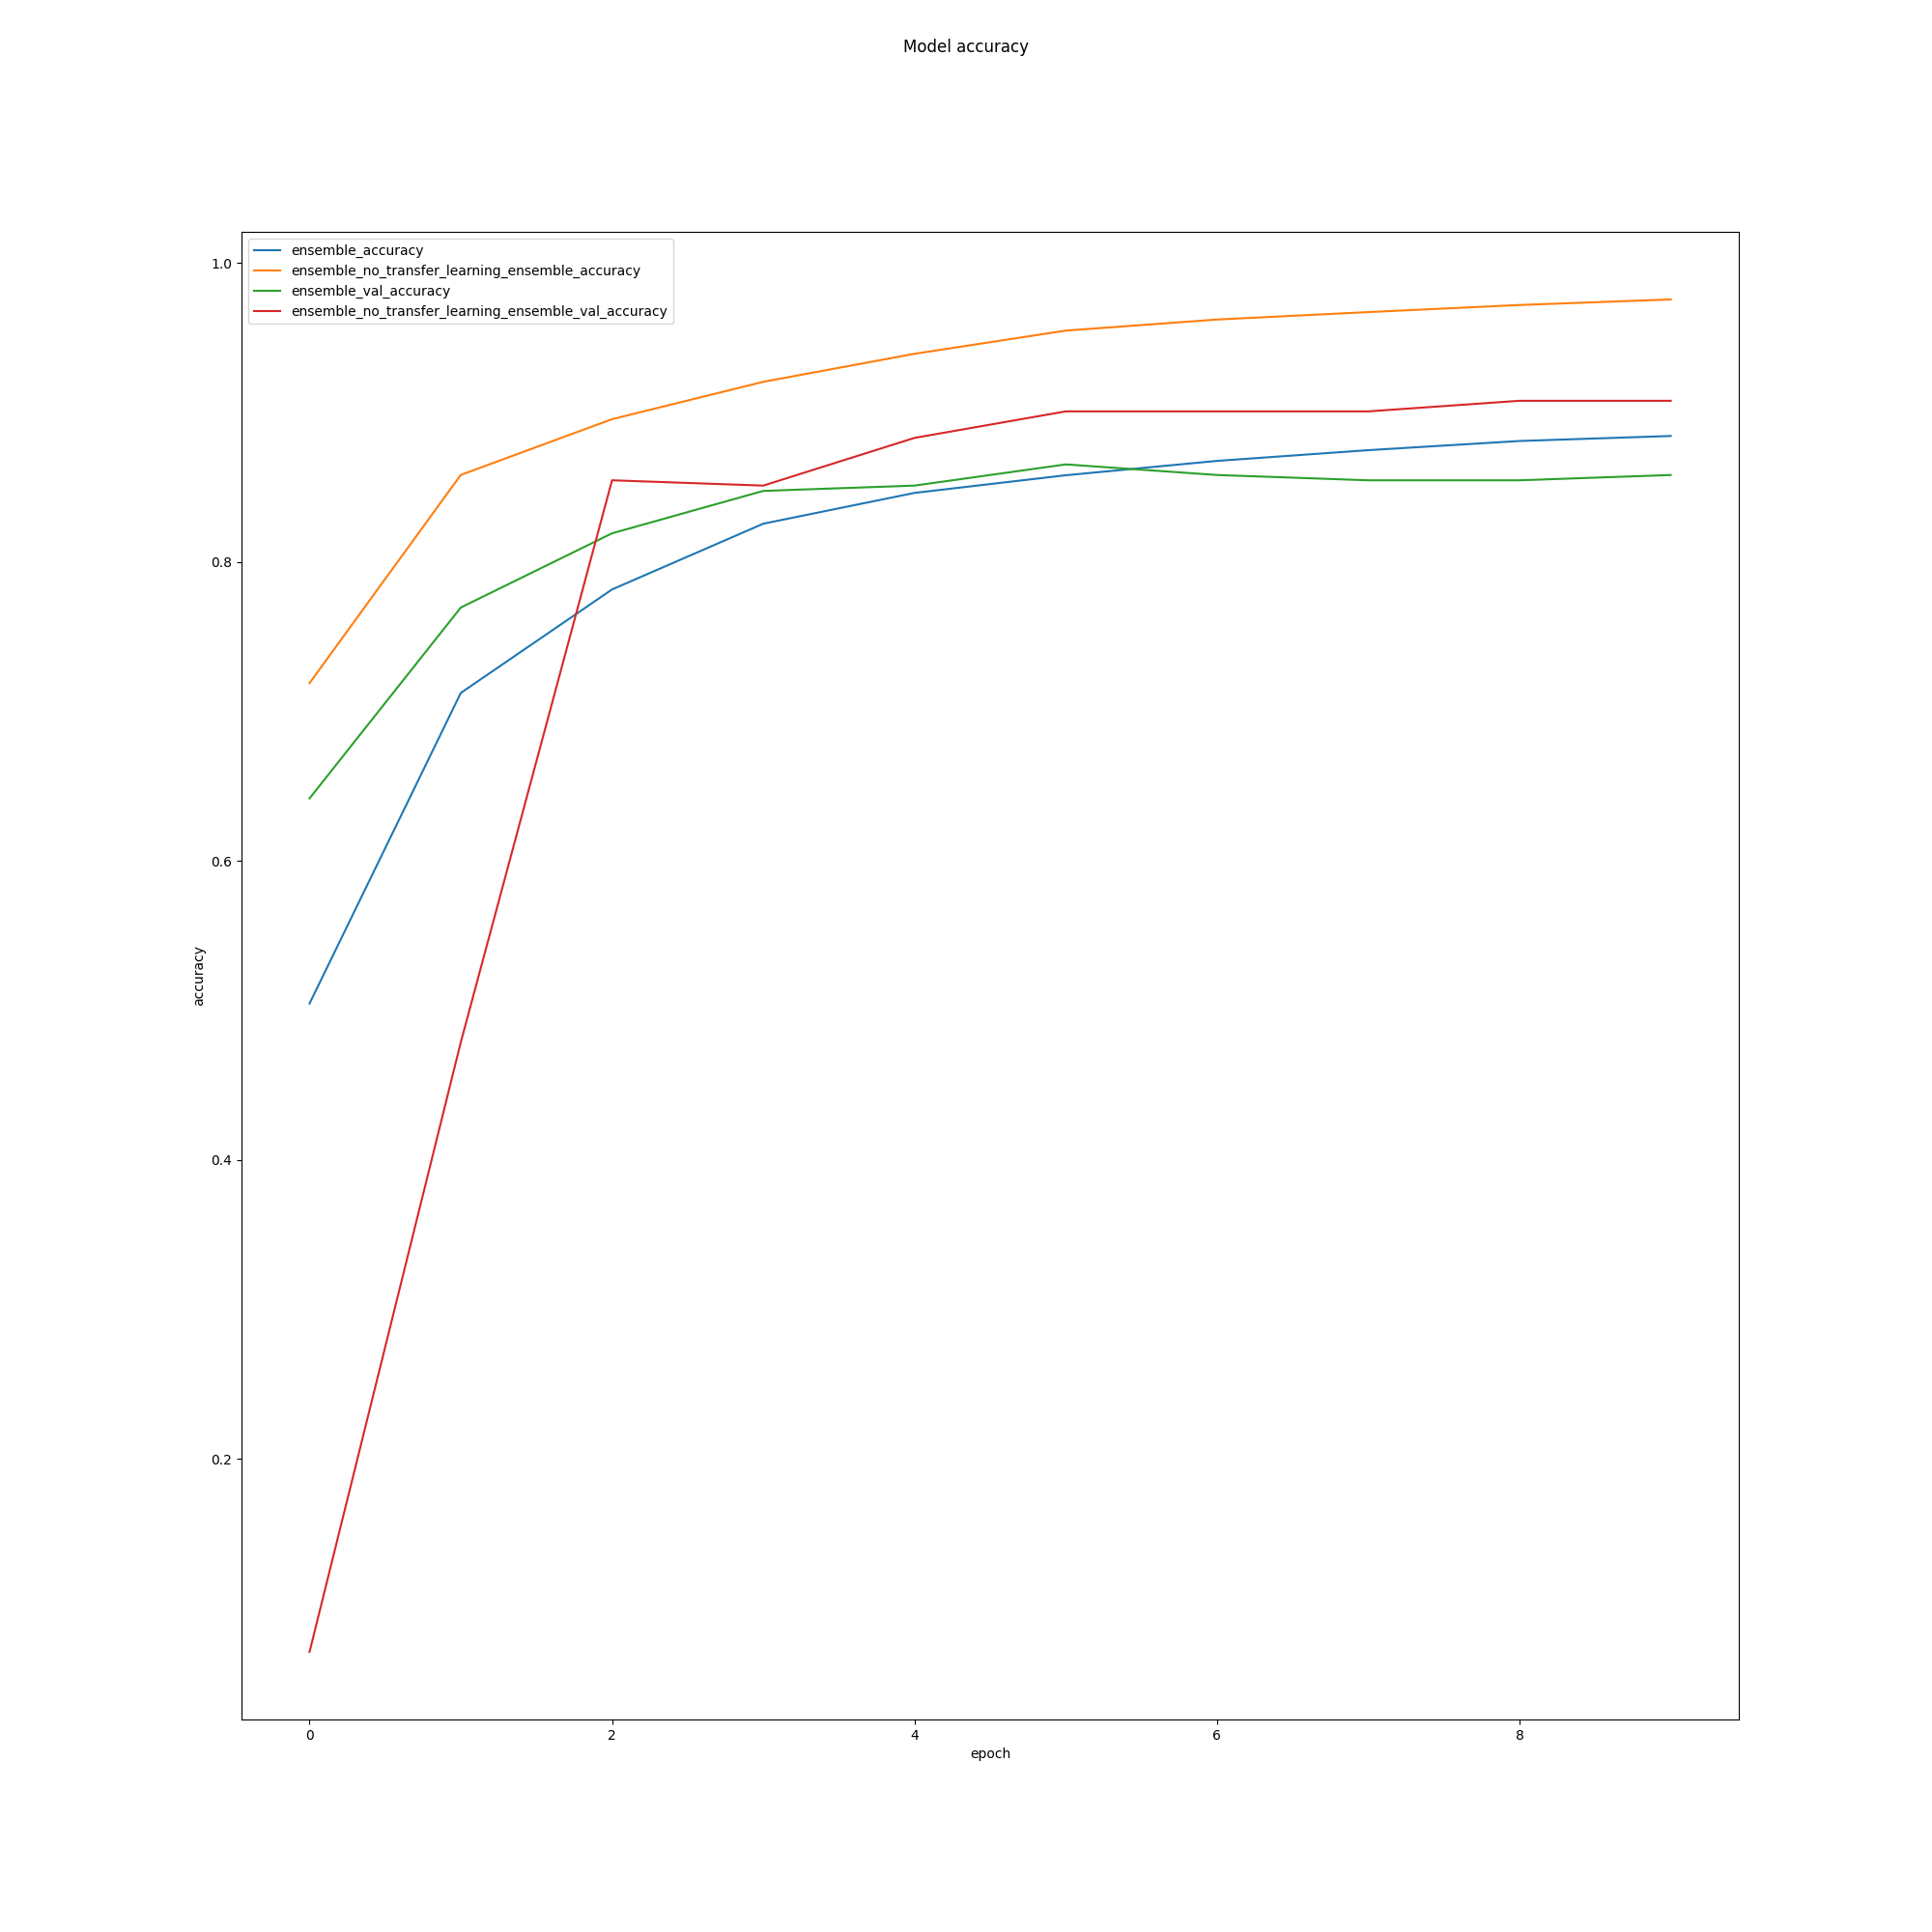 Model accuracy
ensemble_accuracy
ensemble_no_transfer_learning_ensemble_accuracy
ensemble_val_accuracy
ensemble_no_transfer_learning_ensemble_val_accuracy
1.0
0.8
0.6
0.4
0.2
accuracy
0 2 4 6 8
epoch